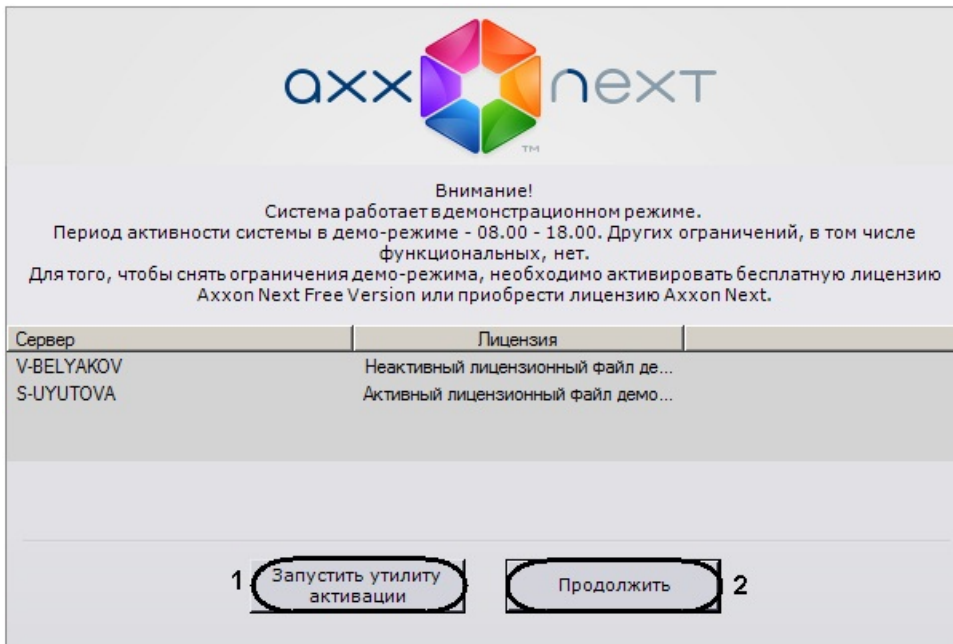 axxnext
TM
Внимание!
Система работает в демонстрационном режиме.
Период активности системы в демо-режиме - 08.00 - 18.00. Других ограничений, в том числе
функциональных, нет.
Для того, чтобы снять ограничения демо-режима, необходимо активировать бесплатную лицензию
Axxon Next Free Version или приобрести лицензию Axxon Next.
Сервер Лицензия
V-BELYAKOV Неактивный лицензионный файл де...
S-UYUTOVA Активный лицензионный файл демо...
1 Запустить утилиту
активации
Продолжить 2